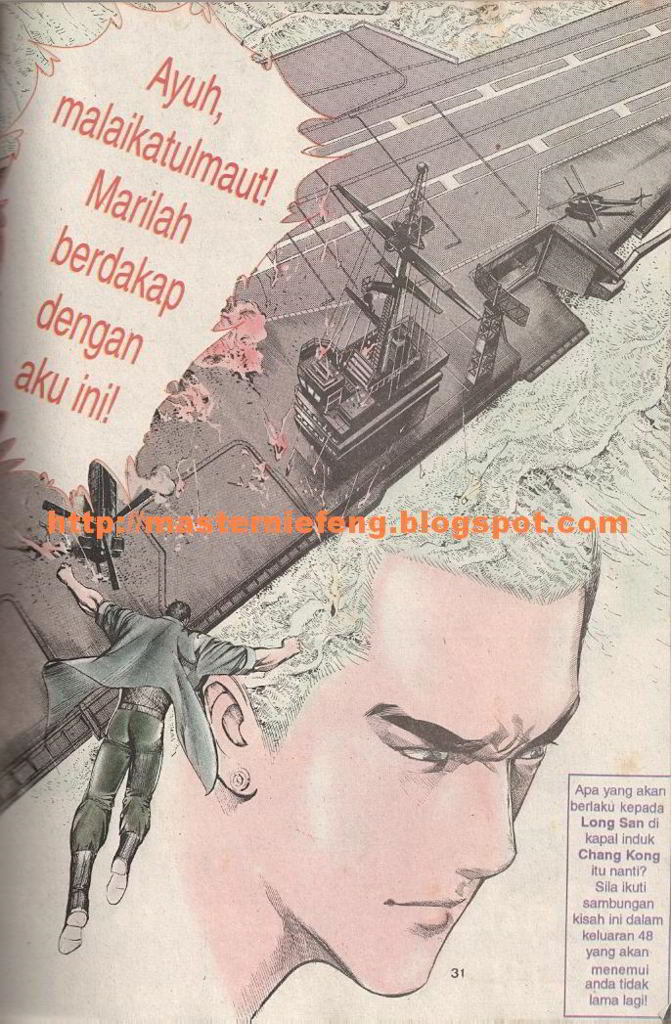 Ayuh,
malaikatulmaut!
Marilah
berdakap
dengan
aku ini!
http://masterniefeng.blogspot.com
Apa yang akan
berlaku kepada
Long San di
kapal induk
Chang Kong
itu nanti?
Sila ikuti
sambungan
kisah ini dalam
keluaran 48
yang akan
menemui
anda tidak
lama lagi!
31